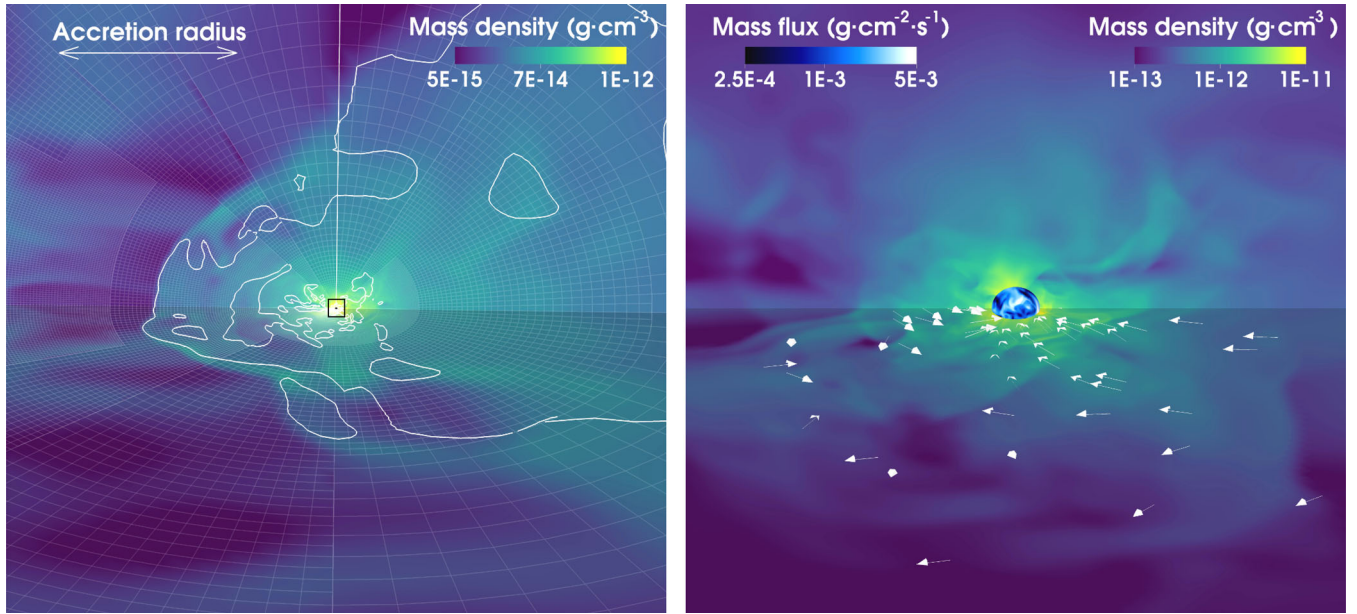 Accretion radius
Mass density (g·cm⁻³)
5E-15 7E-14 1E-12
Mass flux (g·cm⁻²·s⁻¹)
2.5E-4 1E-3 5E-3
Mass density (g·cm⁻³)
1E-13 1E-12 1E-11